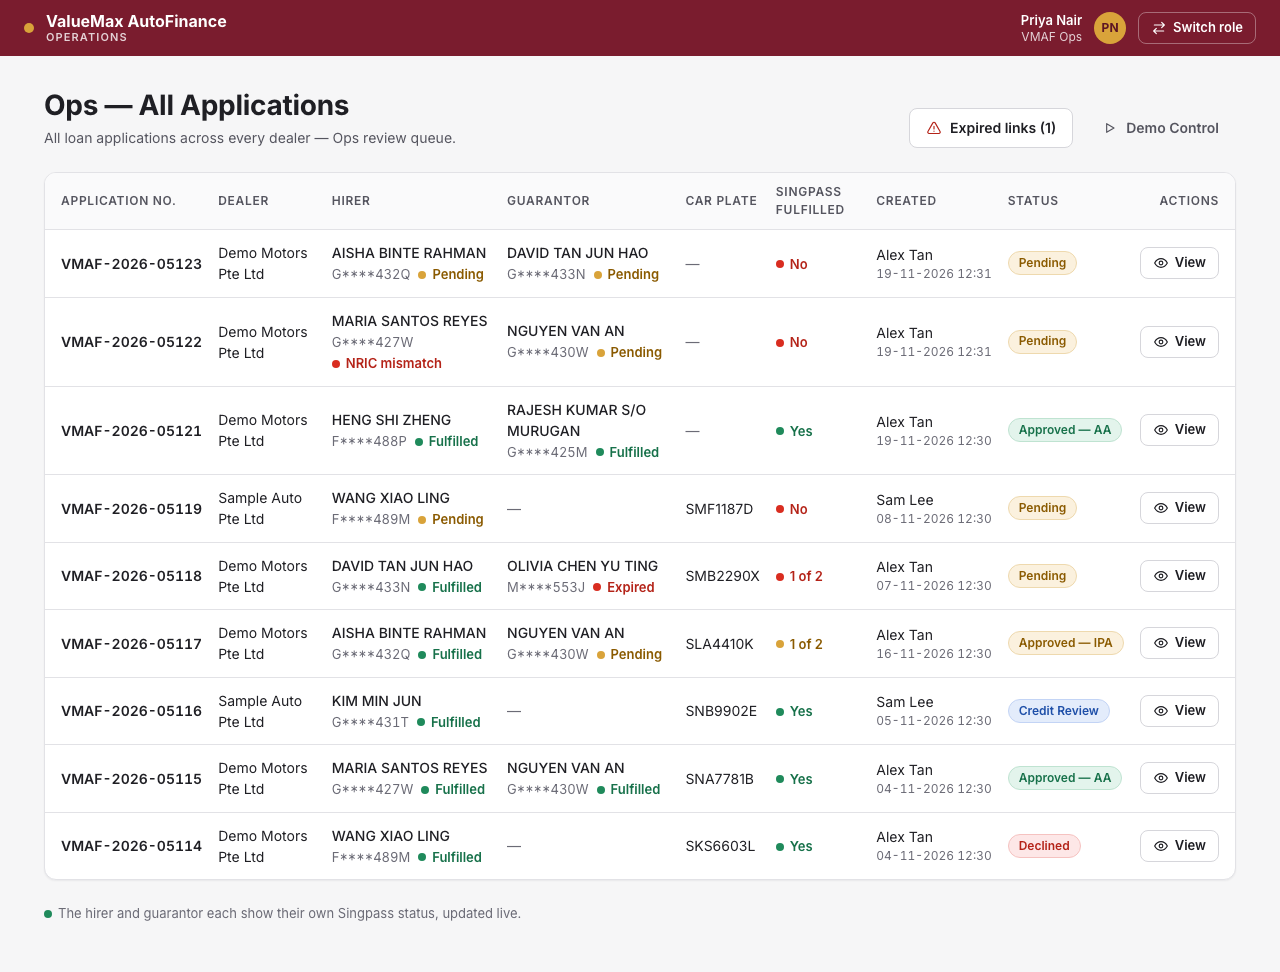 ValueMax AutoFinance
OPERATIONS
Priya Nair
VMAF Ops
PN
Switch role
Ops — All Applications
All loan applications across every dealer — Ops review queue.
Expired links (1)
Demo Control
APPLICATION NO. DEALER HIRER GUARANTOR CAR PLATE SINGPASS FULFILLED CREATED STATUS ACTIONS
VMAF-2026-05123
Demo Motors
Pte Ltd
AISHA BINTE RAHMAN
G****432Q Pending
DAVID TAN JUN HAO
G****433N Pending
—
No
Alex Tan
19-11-2026 12:31
Pending
View
VMAF-2026-05122
Demo Motors
Pte Ltd
MARIA SANTOS REYES
G****427W
NRIC mismatch
NGUYEN VAN AN
G****430W Pending
—
No
Alex Tan
19-11-2026 12:31
Pending
View
VMAF-2026-05121
Demo Motors
Pte Ltd
HENG SHI ZHENG
F****488P Fulfilled
RAJESH KUMAR S/O
MURUGAN
G****425M Fulfilled
—
Yes
Alex Tan
19-11-2026 12:30
Approved — AA
View
VMAF-2026-05119
Sample Auto
Pte Ltd
WANG XIAO LING
F****489M Pending
—
SMF1187D
No
Sam Lee
08-11-2026 12:30
Pending
View
VMAF-2026-05118
Demo Motors
Pte Ltd
DAVID TAN JUN HAO
G****433N Fulfilled
OLIVIA CHEN YU TING
M****553J Expired
SMB2290X
1 of 2
Alex Tan
07-11-2026 12:30
Pending
View
VMAF-2026-05117
Demo Motors
Pte Ltd
AISHA BINTE RAHMAN
G****432Q Fulfilled
NGUYEN VAN AN
G****430W Pending
SLA4410K
1 of 2
Alex Tan
16-11-2026 12:30
Approved — IPA
View
VMAF-2026-05116
Sample Auto
Pte Ltd
KIM MIN JUN
G****431T Fulfilled
—
SNB9902E
Yes
Sam Lee
05-11-2026 12:30
Credit Review
View
VMAF-2026-05115
Demo Motors
Pte Ltd
MARIA SANTOS REYES
G****427W Fulfilled
NGUYEN VAN AN
G****430W Fulfilled
SNA7781B
Yes
Alex Tan
04-11-2026 12:30
Approved — AA
View
VMAF-2026-05114
Demo Motors
Pte Ltd
WANG XIAO LING
F****489M Fulfilled
—
SKS6603L
Yes
Alex Tan
04-11-2026 12:30
Declined
View
The hirer and guarantor each show their own Singpass status, updated live.